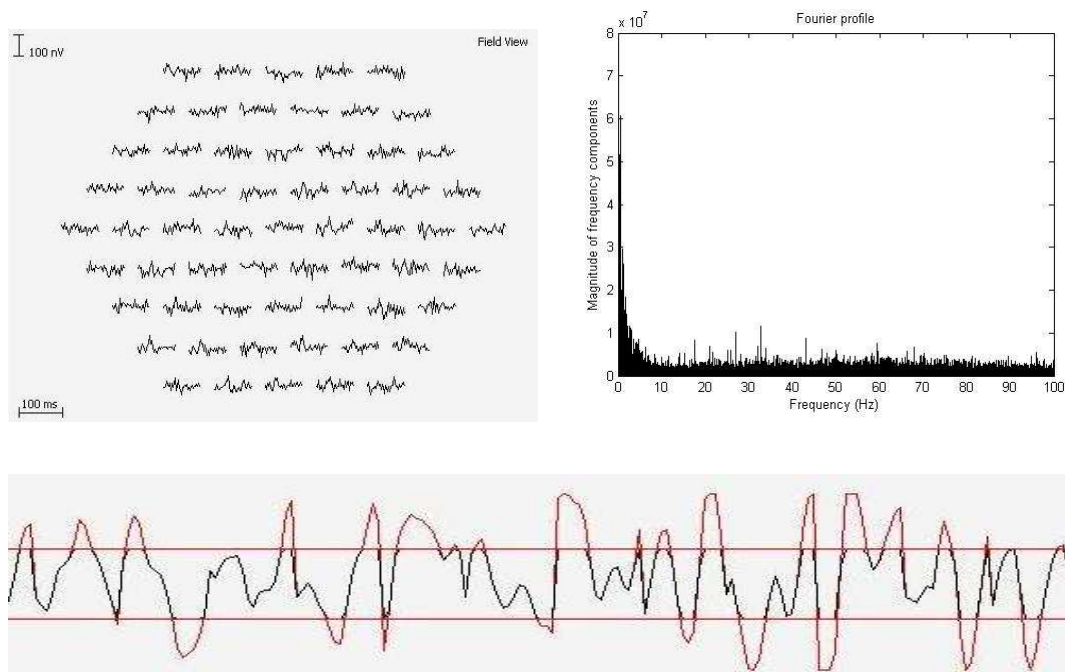 100 nV
Field View
100 ms
Fourier profile
x 10^7
8
7
6
5
4
3
2
1
0
0 10 20 30 40 50 60 70 80 90 100
Magnitude of frequency components
Frequency (Hz)